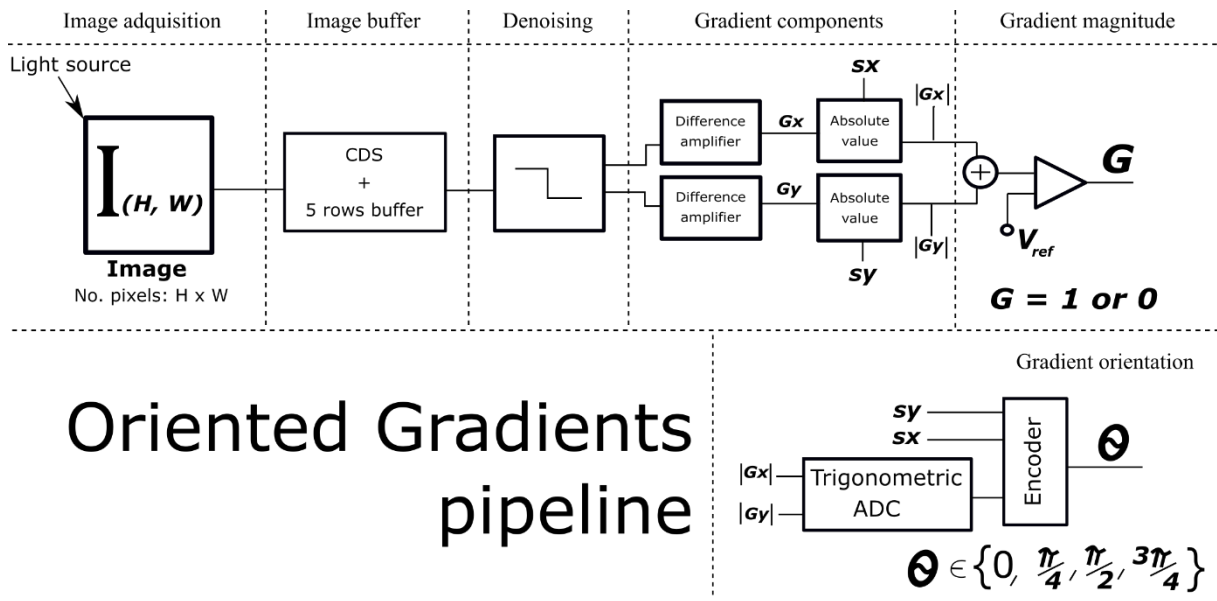 Image adquisition
Image buffer
Denoising
Gradient components
Gradient magnitude
Light source
I(H, W)
Image
No. pixels: H x W
CDS
+
5 rows buffer
Difference
amplifier
Gx
sx
Absolute
value
|Gx|
Difference
amplifier
Gy
Absolute
value
sy
|Gy|
+
Vref
G
G = 1 or 0
Oriented Gradients
pipeline
Gradient orientation
sy
sx
|Gx|
|Gy|
Trigonometric
ADC
Encoder
Θ
Θ ∈ {0, π/4, π/2, 3π/4}